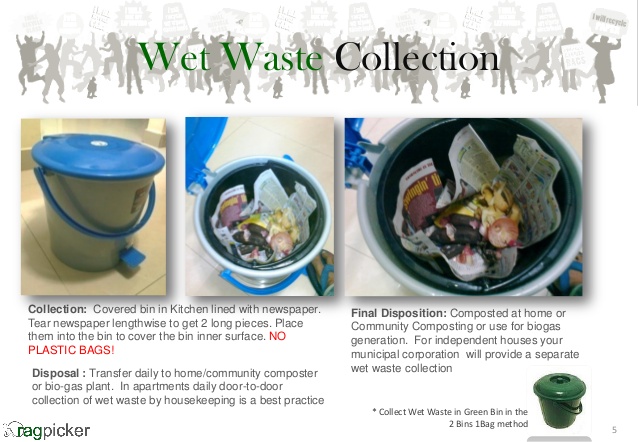 I will recycle
Wet Waste Collection
Collection: Covered bin in Kitchen lined with newspaper.
Tear newspaper lengthwise to get 2 long pieces. Place
them into the bin to cover the bin inner surface. NO
PLASTIC BAGS!
Disposal : Transfer daily to home/community composter
or bio-gas plant. In apartments daily door-to-door
collection of wet waste by housekeeping is a best practice
Final Disposition: Composted at home or
Community Composting or use for biogas
generation. For independent houses your
municipal corporation will provide a separate
wet waste collection
* Collect Wet Waste in Green Bin in the
2 Bins 1Bag method
ragpicker
5